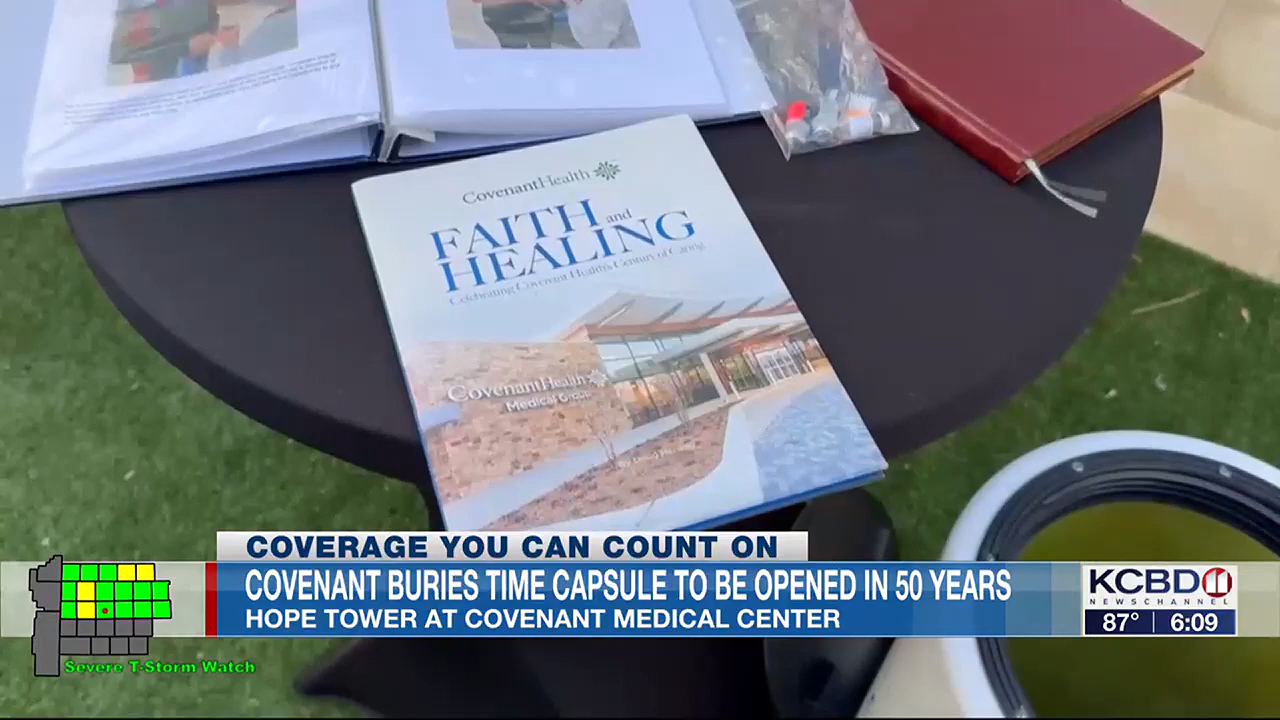 CovenantHealth
FAITH and
HEALING
Celebrating Covenant Health's Century of Caring
CovenantHealth
Medical Group
COVERAGE YOU CAN COUNT ON
COVENANT BURIES TIME CAPSULE TO BE OPENED IN 50 YEARS
HOPE TOWER AT COVENANT MEDICAL CENTER
KCBD 11
NEWSCHANNEL
87° | 6:09
Severe T-Storm Watch